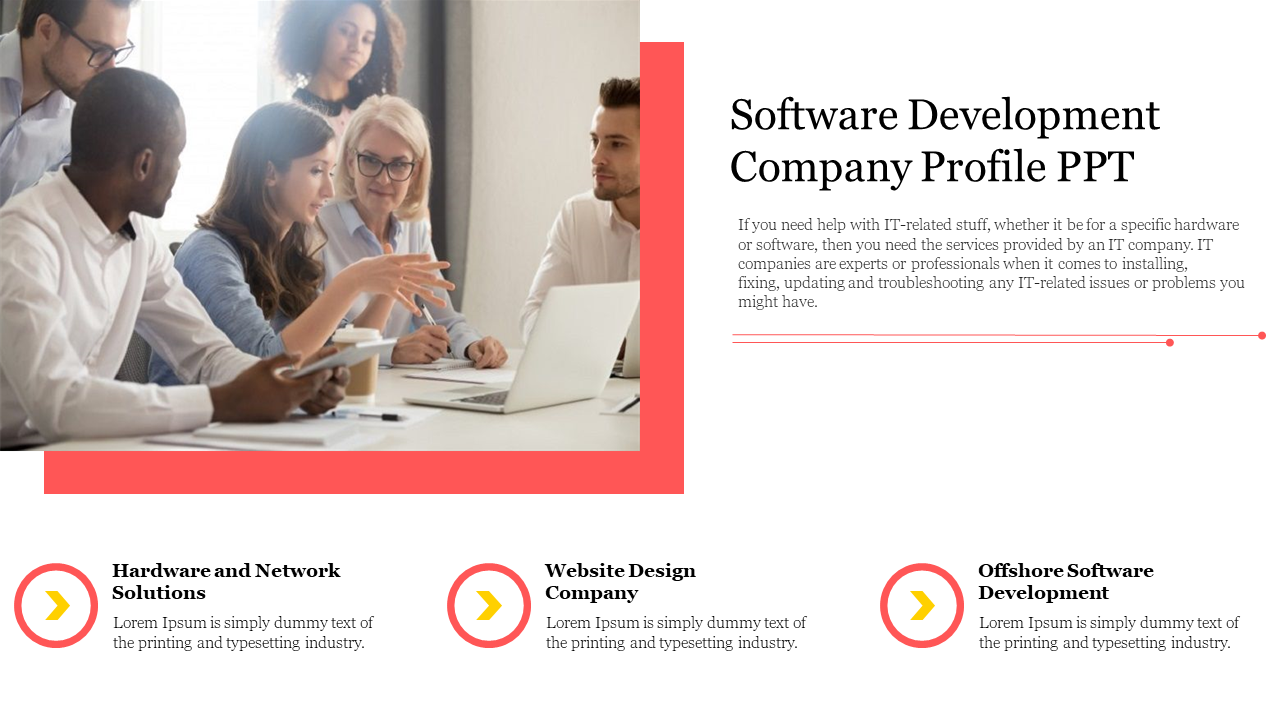 Software Development
Company Profile PPT
If you need help with IT-related stuff, whether it be for a specific hardware
or software, then you need the services provided by an IT company. IT
companies are experts or professionals when it comes to installing,
fixing, updating and troubleshooting any IT-related issues or problems you
might have.
Hardware and Network
Solutions
Lorem Ipsum is simply dummy text of
the printing and typesetting industry.
Website Design
Company
Lorem Ipsum is simply dummy text of
the printing and typesetting industry.
Offshore Software
Development
Lorem Ipsum is simply dummy text of
the printing and typesetting industry.